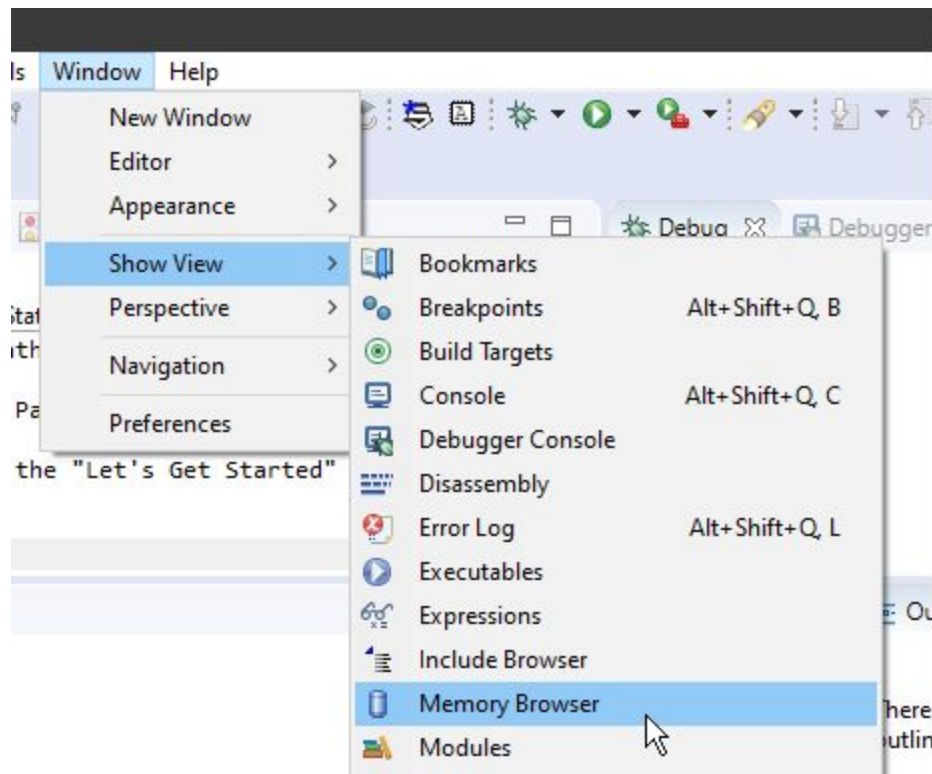 Window Help
New Window
Editor
Appearance
Debug
Debugger
Show View
Bookmarks
Perspective
Breakpoints Alt+Shift+Q, B
Build Targets
Navigation
Console Alt+Shift+Q, C
Preferences
Debugger Console
the "Let's Get Started"
Disassembly
Error Log Alt+Shift+Q, L
Executables
Expressions
Include Browser
Memory Browser
Modules